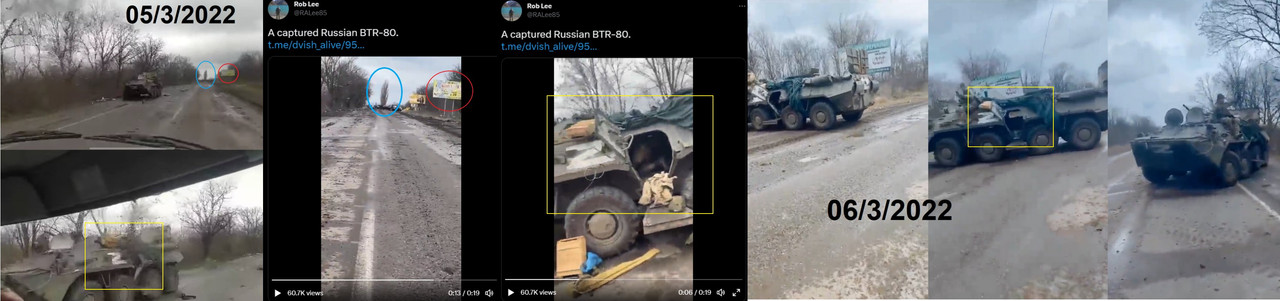 05/3/2022
Rob Lee
@RALee85
A captured Russian BTR-80.
t.me/dvish_alive/95...
60.7K views
0:13 / 0:19
Rob Lee
@RALee85
A captured Russian BTR-80.
t.me/dvish_alive/95...
60.7K views
0:06 / 0:19
06/3/2022